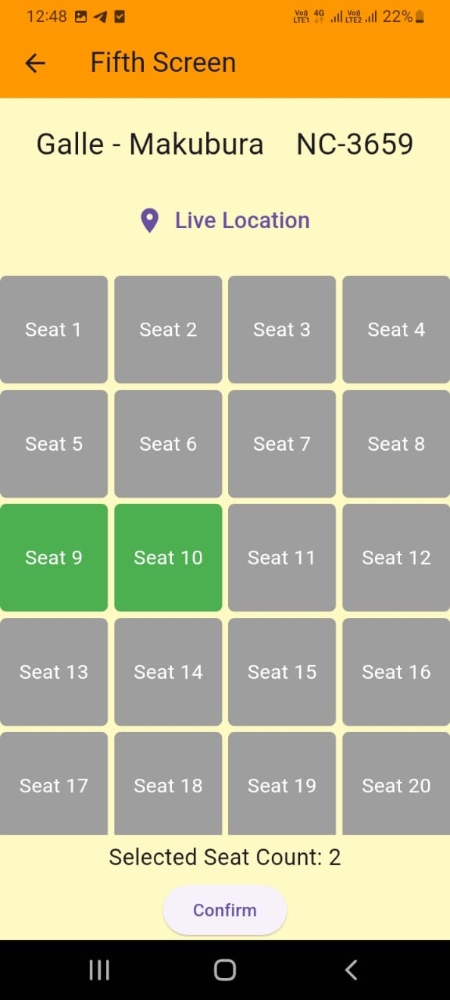 12:48 Vo) LTE1 4G Vo) LTE2 22%
Fifth Screen
Galle - Makubura NC-3659
Live Location
Seat 1 Seat 2 Seat 3 Seat 4
Seat 5 Seat 6 Seat 7 Seat 8
Seat 9 Seat 10 Seat 11 Seat 12
Seat 13 Seat 14 Seat 15 Seat 16
Seat 17 Seat 18 Seat 19 Seat 20
Selected Seat Count: 2
Confirm